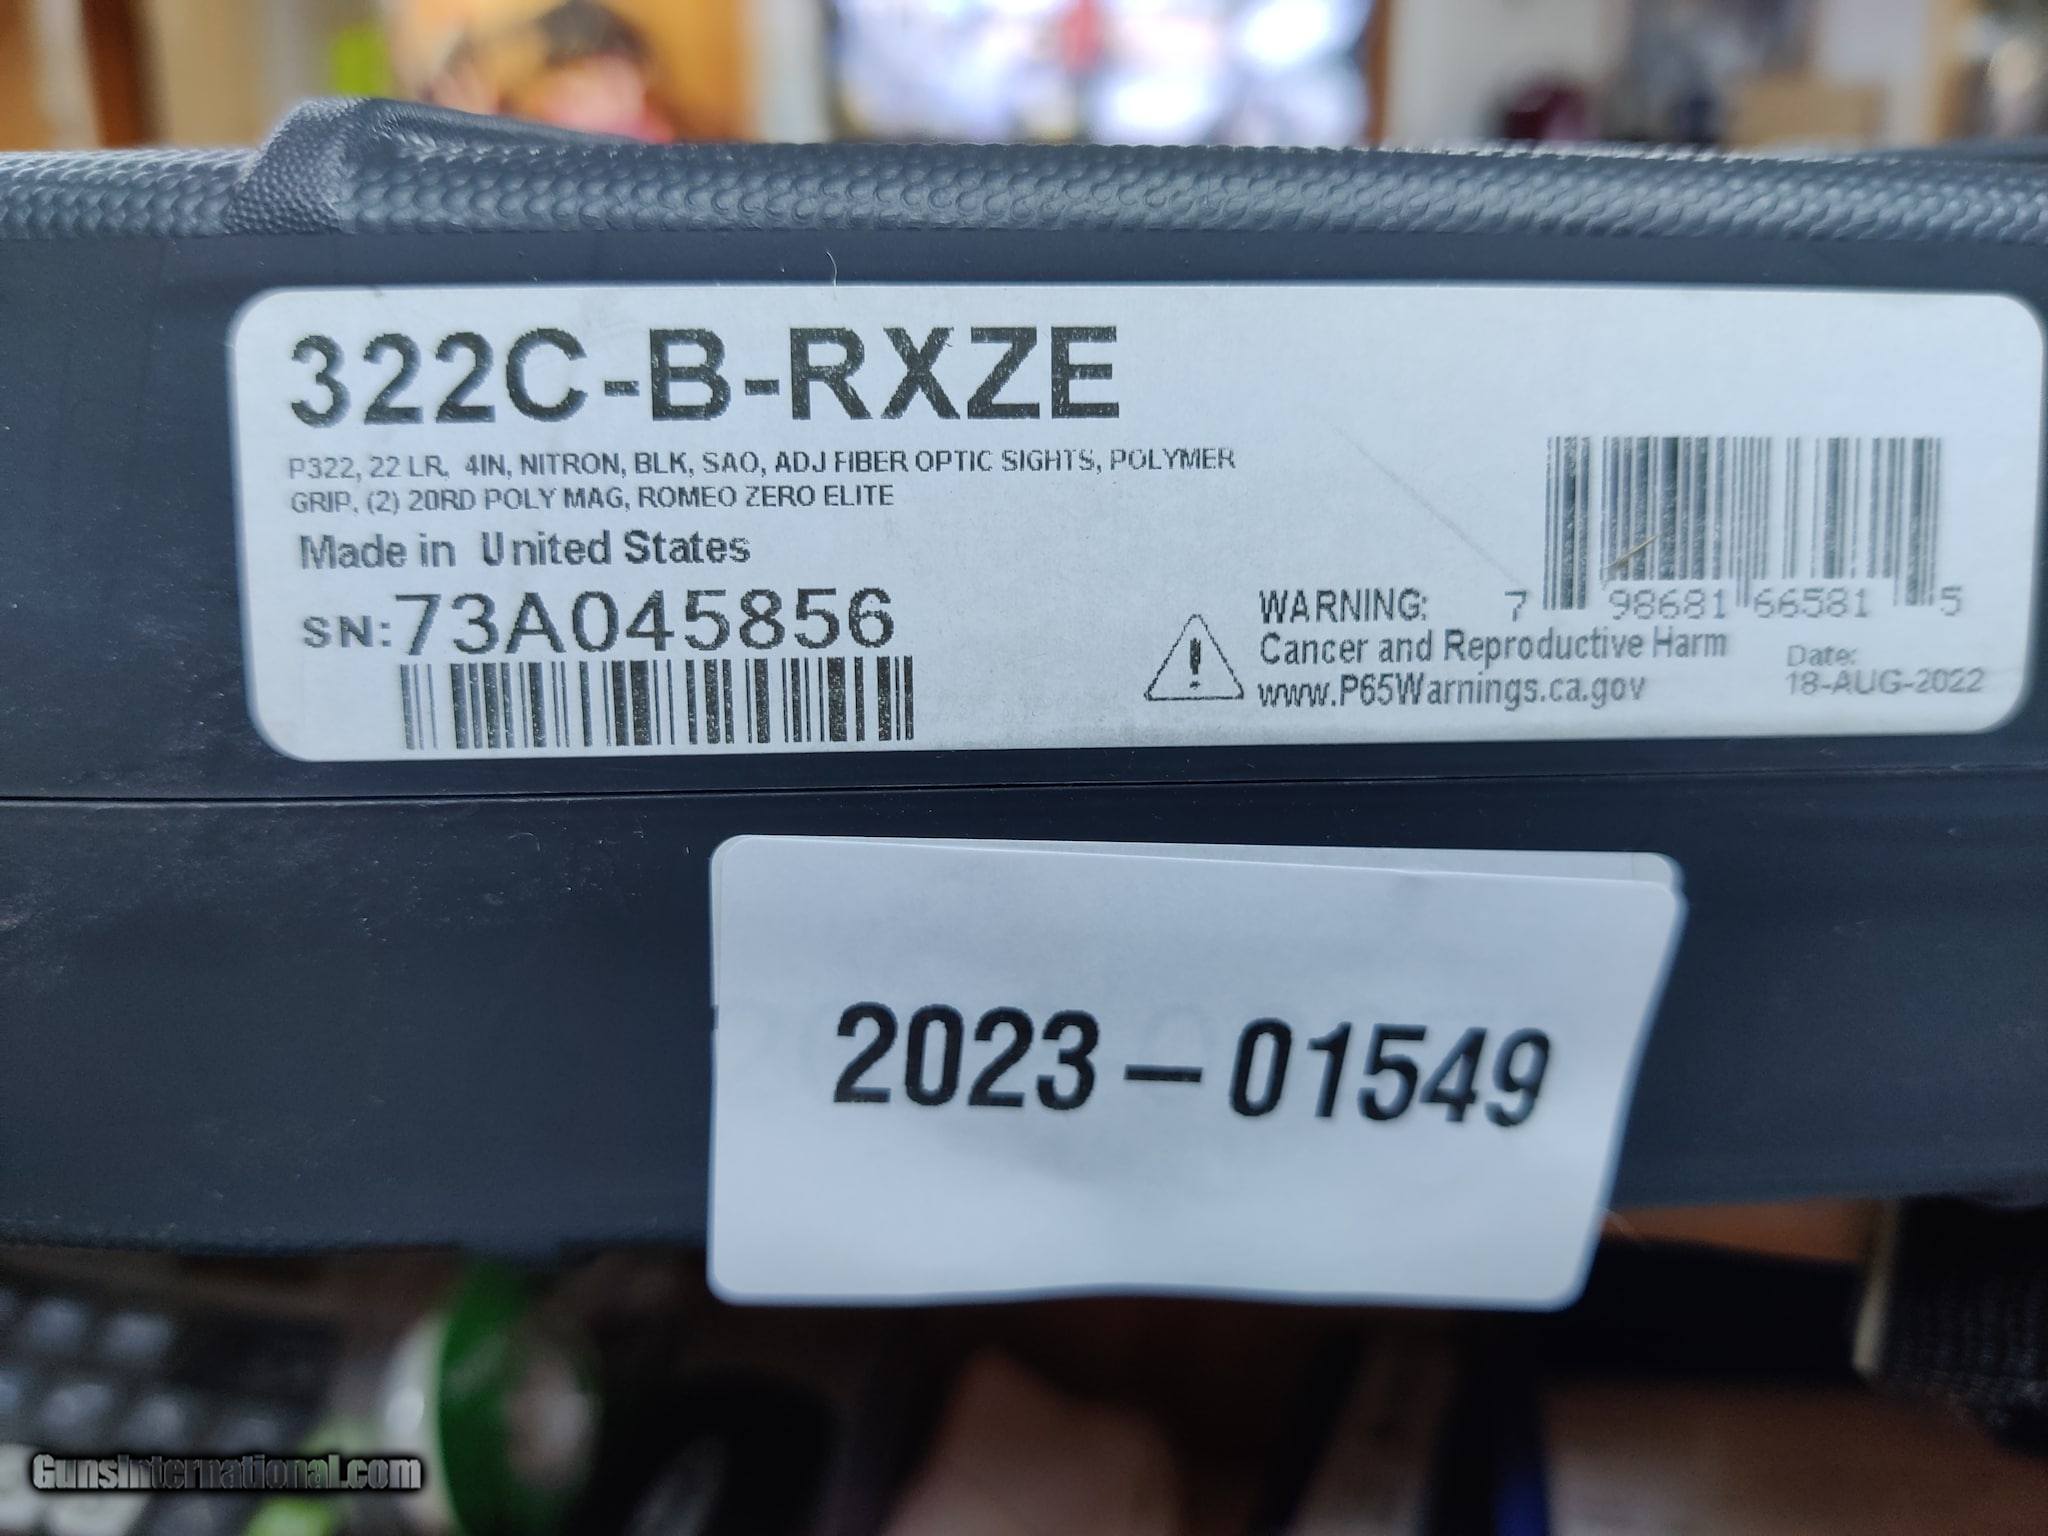 322C-B-RXZE
P322, 22 LR, 4IN, NITRON, BLK, SAO, ADJ FIBER OPTIC SIGHTS, POLYMER
GRIP, (2) 20RD POLY MAG, ROMEO ZERO ELITE
Made in United States
SN:73A045856
WARNING:
Cancer and Reproductive Harm
www.P65Warnings.ca.gov
7 98681 66581 5
Date:
18-AUG-2022
2023-01549
GunsInternational.com